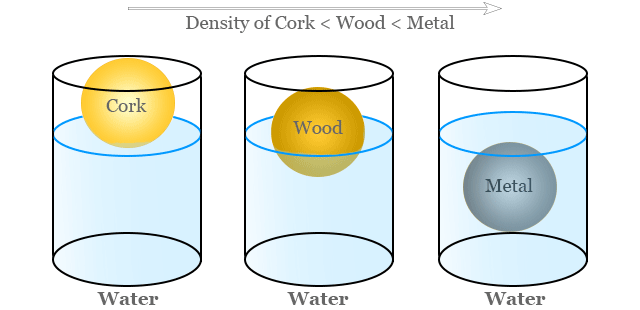 Density of Cork < Wood < Metal
Cork
Wood
Metal
Water
Water
Water